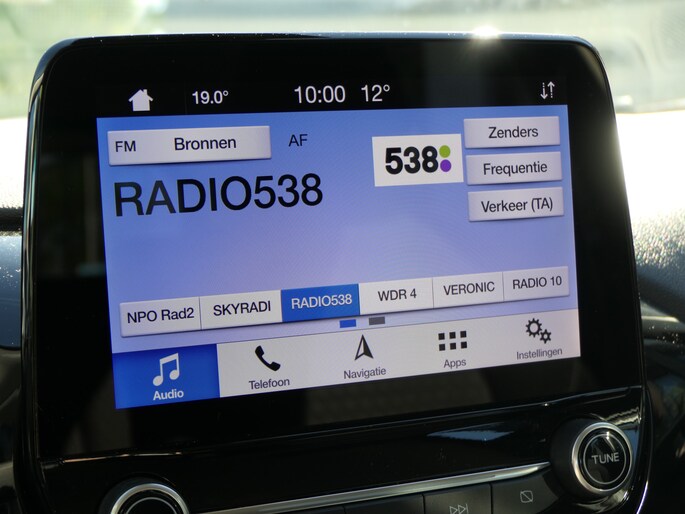 19.0° 10:00 12°
FM Bronnen AF
538
Zenders
RADIO538
Frequentie
Verkeer (TA)
NPO Rad2 SKYRADI RADIO538 WDR 4 VERONIC RADIO 10
Audio Telefoon Navigatie Apps Instellingen
TUNE